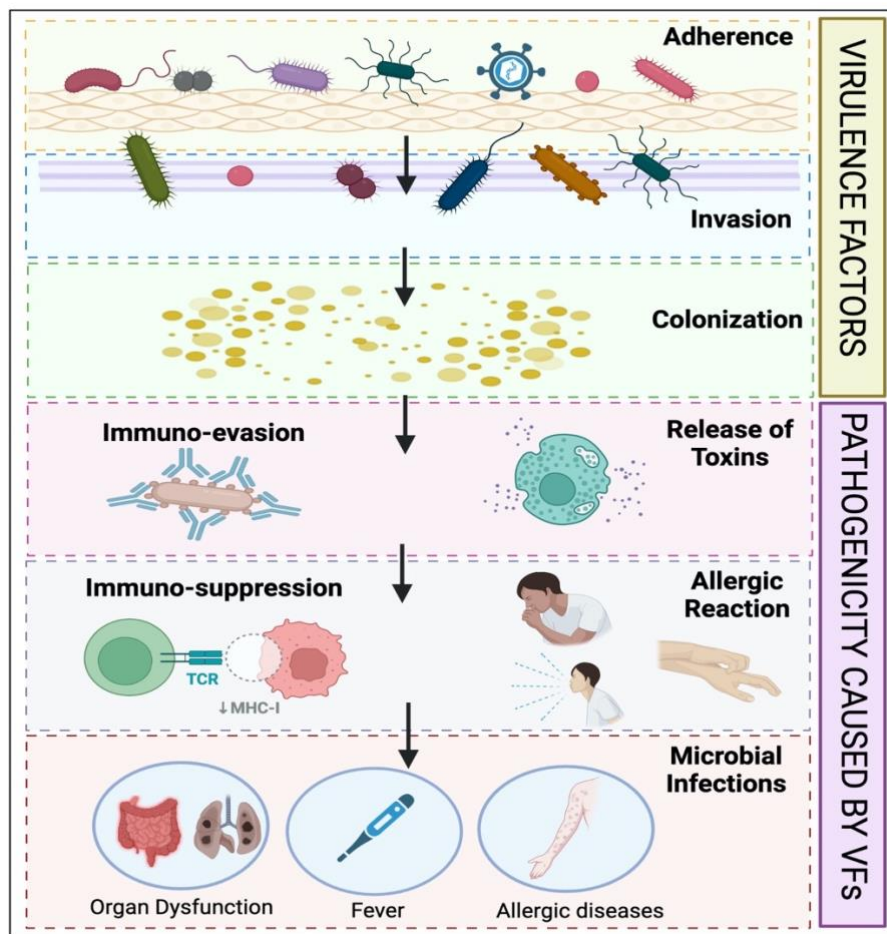 Adherence
Invasion
Colonization
VIRULENCE FACTORS
Immuno-evasion
Release of
Toxins
Immuno-suppression
TCR
↓MHC-I
Allergic
Reaction
Microbial
Infections
Organ Dysfunction
Fever
Allergic diseases
PATHOGENICITY CAUSED BY VFs